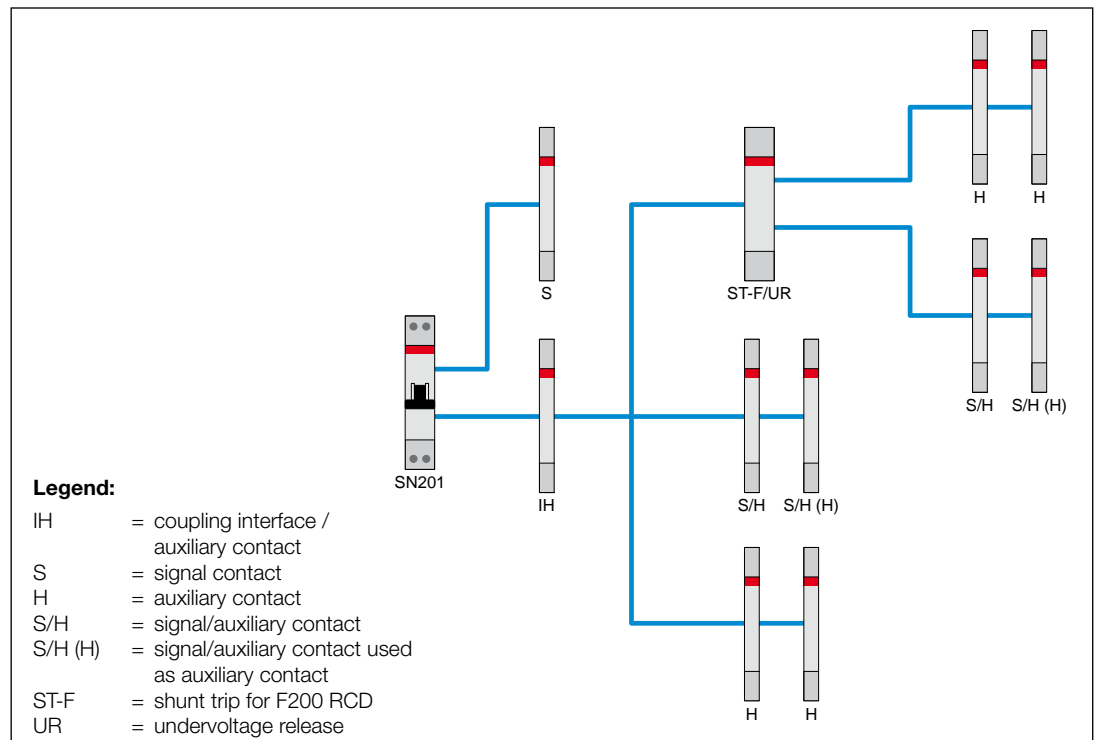 H H
S ST-F/UR
S/H S/H (H)
SN201
IH S/H S/H (H)
Legend:
IH = coupling interface /
auxiliary contact
S = signal contact
H = auxiliary contact
S/H = signal/auxiliary contact
S/H (H) = signal/auxiliary contact used
as auxiliary contact
ST-F = shunt trip for F200 RCD
UR = undervoltage release
H H